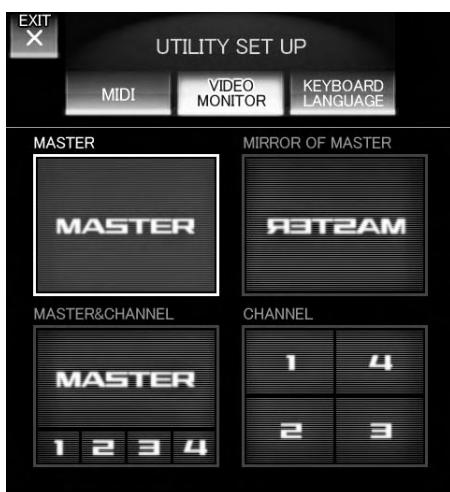 EXIT
×
UTILITY SET UP
MIDI
VIDEO
MONITOR
KEYBOARD
LANGUAGE
MASTER
MIRROR OF MASTER
MASTER
MASTER
MASTER&CHANNEL
CHANNEL
MASTER
1 2 3 4
1 4
2 3